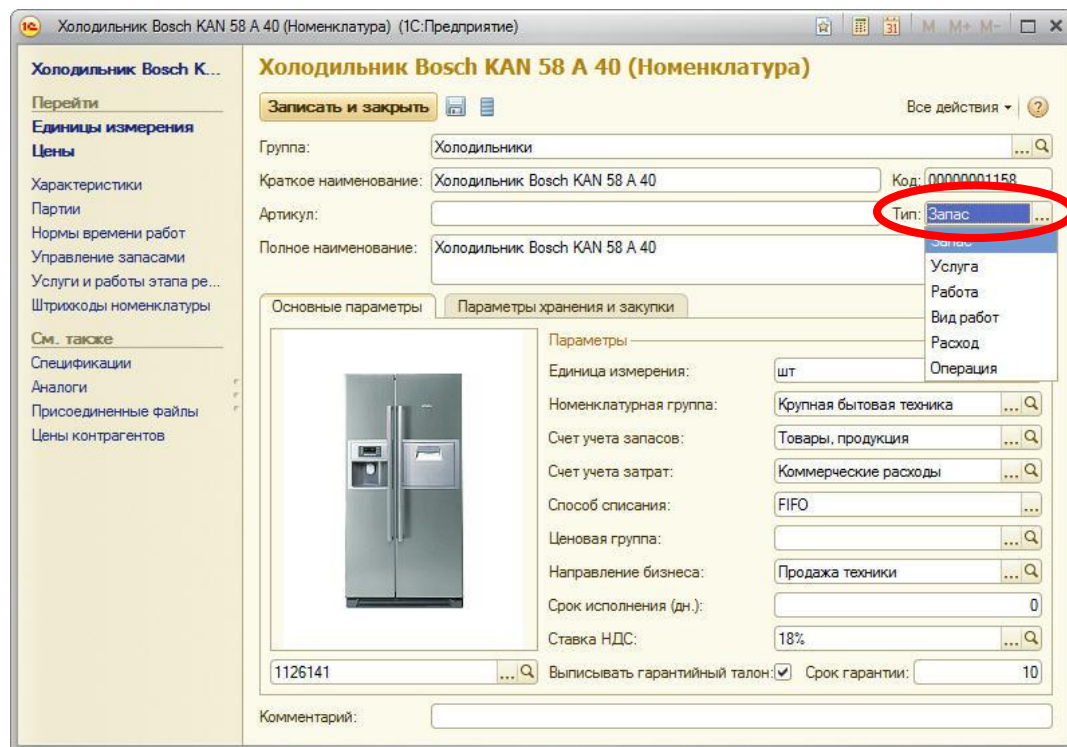 Холодильник Bosch KAN 58 A 40 (Номенклатура) (1С:Предприятие)
M M+ M-
Холодильник Bosch K...
Перейти
Единицы измерения
Цены
Характеристики
Партии
Нормы времени работ
Управление запасами
Услуги и работы этапа ре...
Штрихкоды номенклатуры
См. также
Спецификации
Аналоги
Присоединенные файлы
Цены контрагентов
Холодильник Bosch KAN 58 A 40 (Номенклатура)
Записать и закрыть
Все действия
Группа: Холодильники
Краткое наименование: Холодильник Bosch KAN 58 A 40 Код: 00000001158
Артикул: Тип: Запас
Полное наименование: Холодильник Bosch KAN 58 A 40
Запас
Услуга
Работа
Вид работ
Расход
Операция
Основные параметры Параметры хранения и закупки
Параметры
Единица измерения: шт
Номенклатурная группа: Крупная бытовая техника
Счет учета запасов: Товары, продукция
Счет учета затрат: Коммерческие расходы
Способ списания: FIFO
Ценовая группа:
Направление бизнеса: Продажа техники
Срок исполнения (дн.): 0
Ставка НДС: 18%
1126141 Выписывать гарантийный талон: Срок гарантии: 10
Комментарий: